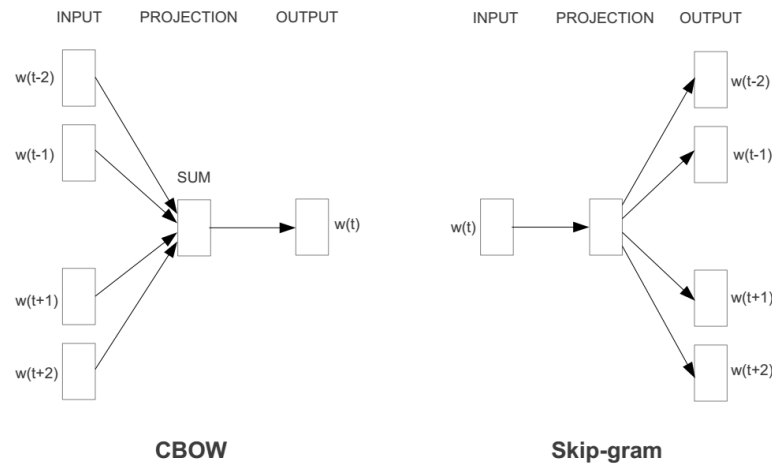 INPUT PROJECTION OUTPUT
w(t-2)
w(t-1)
SUM
w(t)
w(t+1)
w(t+2)
CBOW
INPUT PROJECTION OUTPUT
w(t-2)
w(t-1)
w(t)
w(t+1)
w(t+2)
Skip-gram